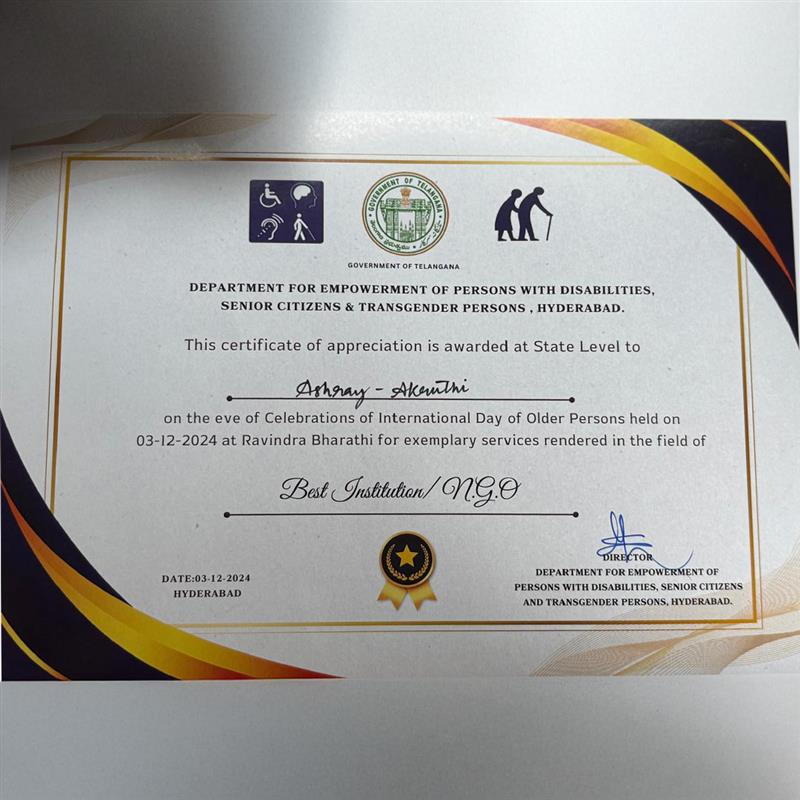 GOVERNMENT OF TELANGANA
GOVERNMENT OF TELANGANA
DEPARTMENT FOR EMPOWERMENT OF PERSONS WITH DISABILITIES,
SENIOR CITIZENS & TRANSGENDER PERSONS , HYDERABAD.
This certificate of appreciation is awarded at State Level to
Ashray - Akruthi
on the eve of Celebrations of International Day of Older Persons held on
03-12-2024 at Ravindra Bharathi for exemplary services rendered in the field of
Best Institution/ N.G.O
DATE:03-12-2024
HYDERABAD
DIRECTOR
DEPARTMENT FOR EMPOWERMENT OF
PERSONS WITH DISABILITIES, SENIOR CITIZENS
AND TRANSGENDER PERSONS, HYDERABAD.